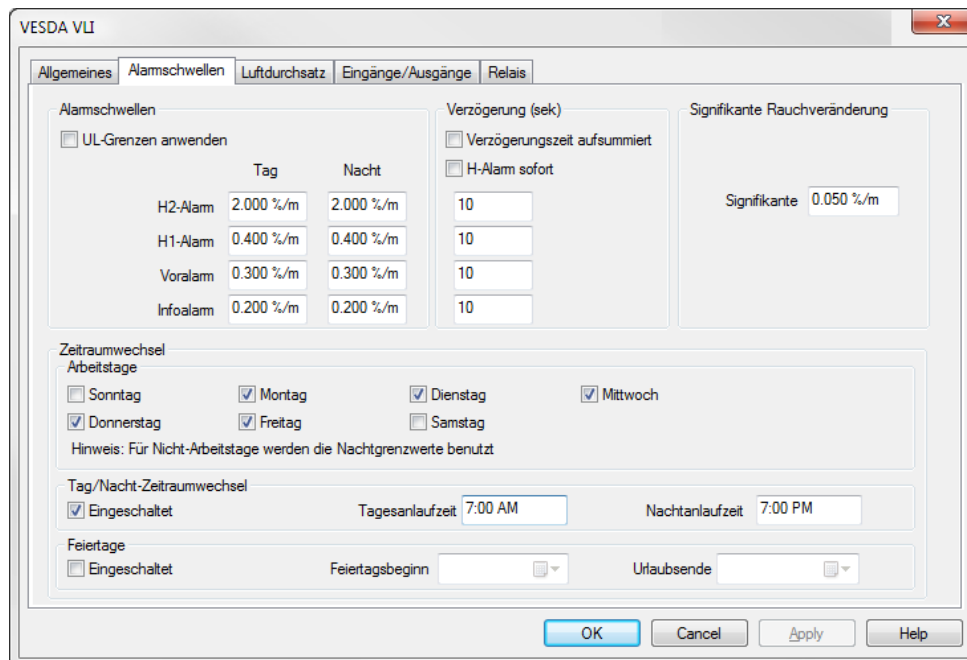 VESDA VLI
Allgemeines Alarmschwellen Luftdurchsatz Eingänge/Ausgänge Relais
Alarmschwellen
UL-Grenzen anwenden
Tag Nacht
H2-Alarm 2.000 %/m 2.000 %/m
H1-Alarm 0.400 %/m 0.400 %/m
Voralarm 0.300 %/m 0.300 %/m
Infoalarm 0.200 %/m 0.200 %/m
Verzögerung (sek)
Verzögerungszeit aufsummiert
H-Alarm sofort
10
10
10
10
Signifikante Rauchveränderung
Signifikante 0.050 %/m
Zeitraumwechsel
Arbeitstage
Sonntag Montag Dienstag Mittwoch
Donnerstag Freitag Samstag
Hinweis: Für Nicht-Arbeitstage werden die Nachtgrenzwerte benutzt
Tag/Nacht-Zeitraumwechsel
Eingeschaltet Tagesanlaufzeit 7:00 AM Nachtanlaufzeit 7:00 PM
Feiertage
Eingeschaltet Feiertagsbeginn Urlaubsende
OK Cancel Apply Help